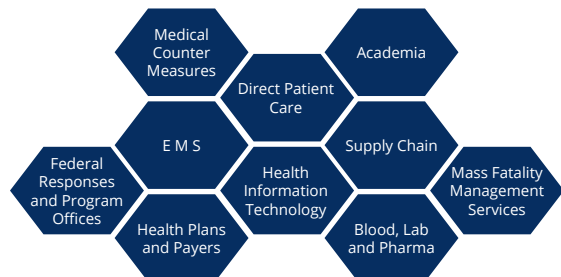 Medical
Counter
Measures
Academia
Direct Patient
Care
E M S
Supply Chain
Federal
Responses
and Program
Offices
Health
Information
Technology
Mass Fatality
Management
Services
Health Plans
and Payers
Blood, Lab
and Pharma